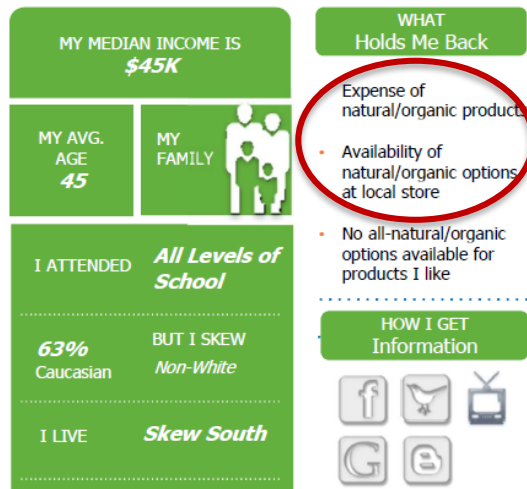 MY MEDIAN INCOME IS
$45K
MY AVG.
AGE
45
MY
FAMILY
I ATTENDED
All Levels of
School
63%
Caucasian
BUT I SKEW
Non-White
I LIVE
Skew South
WHAT
Holds Me Back
Expense of
natural/organic products
• Availability of
natural/organic options
at local store
• No all-natural/organic
options available for
products I like
HOW I GET
Information
f
G
B